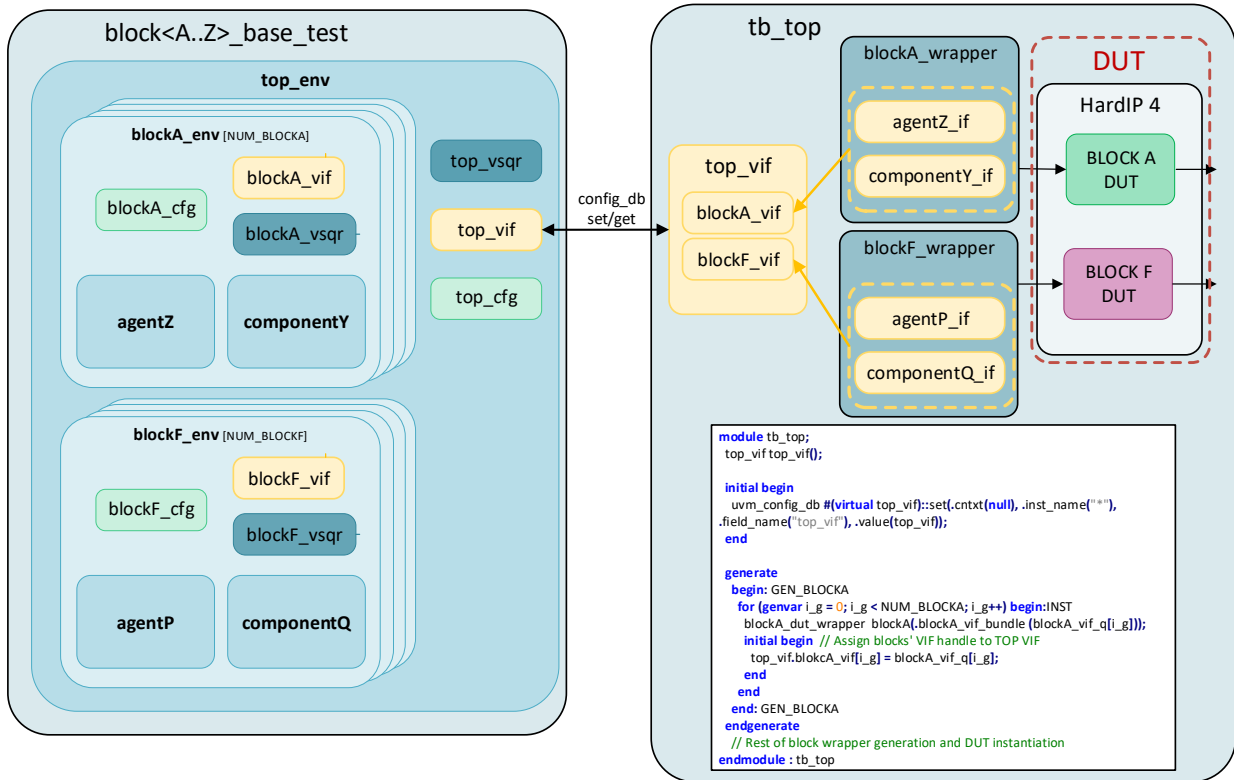 block<A..Z>_base_test
top_env
blockA_env [NUM_BLOCKA]
blockA_vif
blockA_cfg
blockA_vsqr
agentZ
componentY
blockF_env [NUM_BLOCKF]
blockF_vif
blockF_cfg
blockF_vsqr
agentP
componentQ
top_vsqr
top_vif
top_cfg
config_db
set/get
tb_top
top_vif
blockA_vif
blockF_vif
blockA_wrapper
agentZ_if
componentY_if
blockF_wrapper
agentP_if
componentQ_if
DUT
HardIP 4
BLOCK A
DUT
BLOCK F
DUT
module tb_top;
top_vif top_vif();
initial begin
uvm_config_db #(virtual top_vif)::set(.cntxt(null), .inst_name("*"),
.field_name("top_vif"), .value(top_vif));
end
generate
begin: GEN_BLOCKA
for (genvar i_g = 0; i_g < NUM_BLOCKA; i_g++) begin:INST
blockA_dut_wrapper blockA(.blockA_vif_bundle (blockA_vif_q[i_g]));
initial begin // Assign blocks' VIF handle to TOP VIF
top_vif.blokcA_vif[i_g] = blockA_vif_q[i_g];
end
end
end: GEN_BLOCKA
endgenerate
// Rest of block wrapper generation and DUT instantiation
endmodule : tb_top